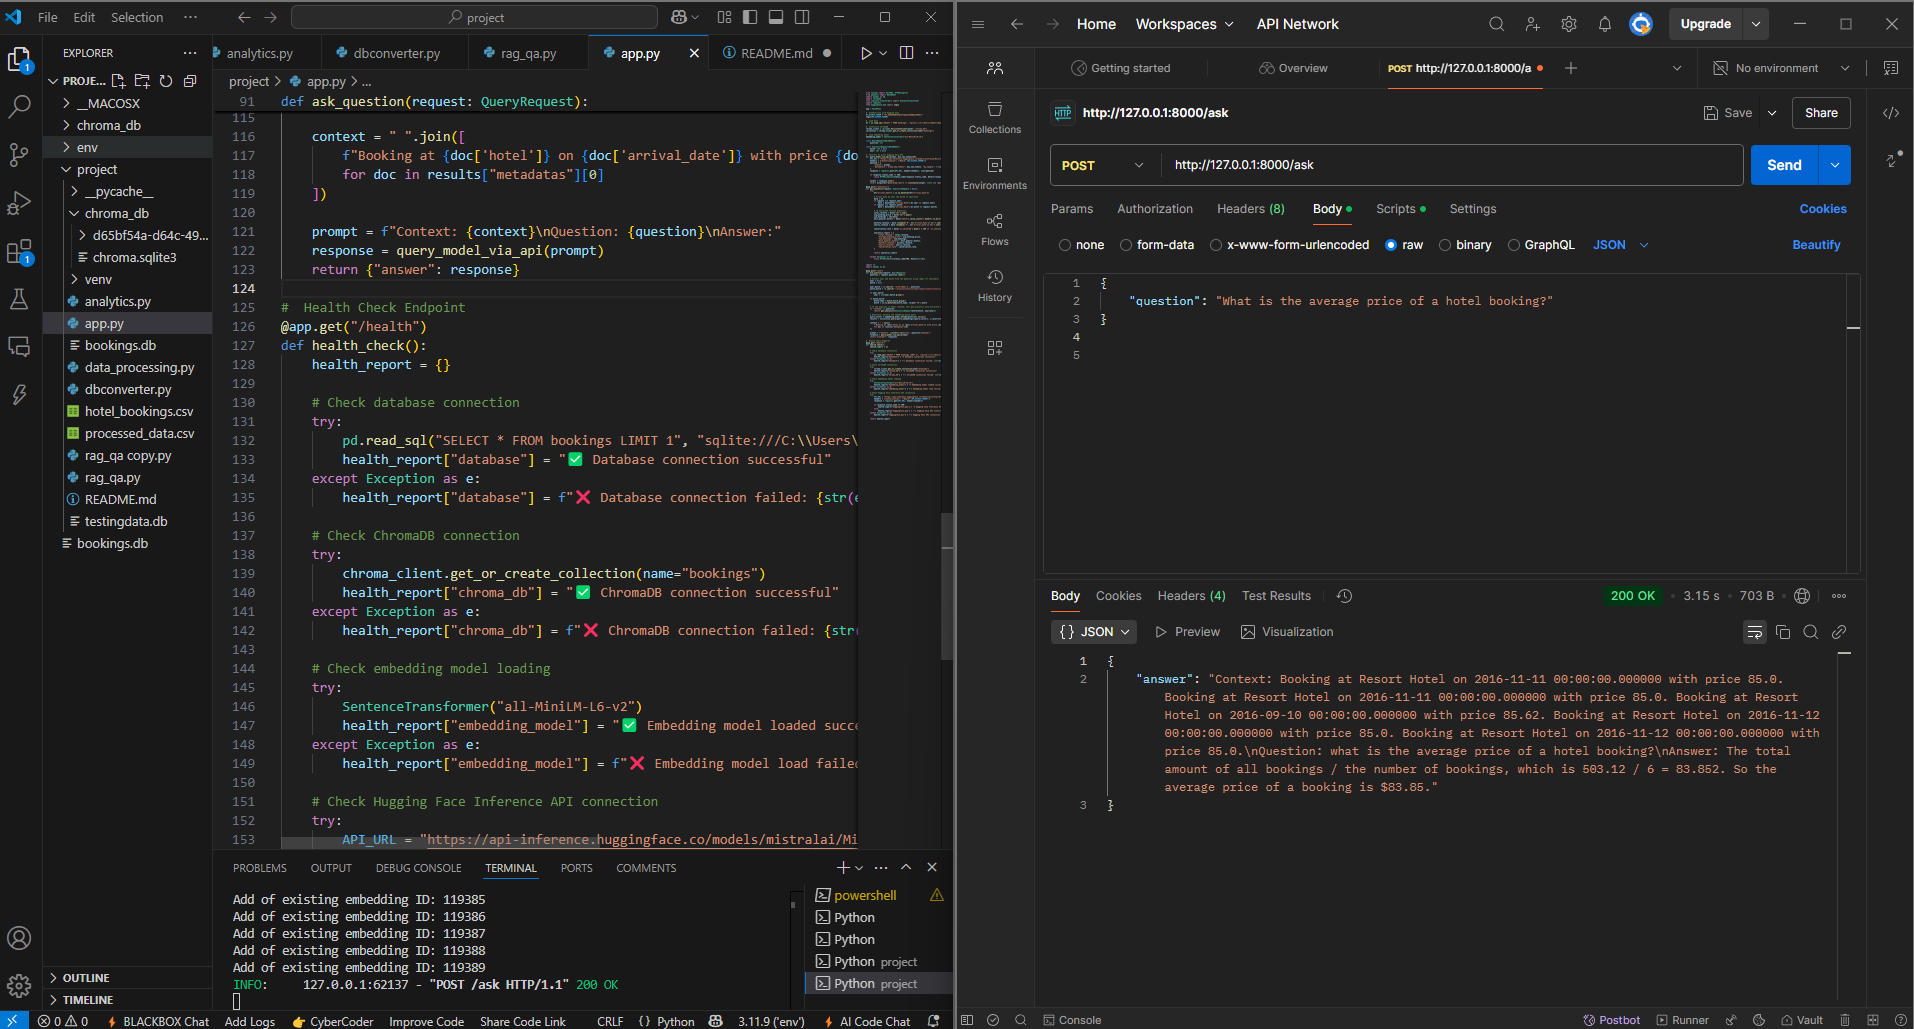 File Edit Selection ··· project
EXPLORER ···
PROJE...
__MACOSX
chroma_db
env
project
__pycache__
chroma_db
d65bf54a-d64c-49...
chroma.sqlite3
venv
analytics.py
app.py
bookings.db
data_processing.py
dbconverter.py
hotel_bookings.csv
processed_data.csv
rag_qa copy.py
rag_qa.py
README.md
testingdata.db
bookings.db
OUTLINE
TIMELINE
analytics.py dbconverter.py rag_qa.py app.py README.md
project > app.py > ...
91 def ask_question(request: QueryRequest):
115
116 context = " ".join([
117 f"Booking at {doc['hotel']} on {doc['arrival_date']} with price {do
118 for doc in results["metadatas"][0]
119 ])
120
121 prompt = f"Context: {context}\nQuestion: {question}\nAnswer:"
122 response = query_model_via_api(prompt)
123 return {"answer": response}
124
125 # Health Check Endpoint
126 @app.get("/health")
127 def health_check():
128 health_report = {}
129
130 # Check database connection
131 try:
132 pd.read_sql("SELECT * FROM bookings LIMIT 1", "sqlite:///C:\\Users\
133 health_report["database"] = "✅ Database connection successful"
134 except Exception as e:
135 health_report["database"] = f"❌ Database connection failed: {str(e
136
137 # Check ChromaDB connection
138 try:
139 chroma_client.get_or_create_collection(name="bookings")
140 health_report["chroma_db"] = "✅ ChromaDB connection successful"
141 except Exception as e:
142 health_report["chroma_db"] = f"❌ ChromaDB connection failed: {str
143
144 # Check embedding model loading
145 try:
146 SentenceTransformer("all-MiniLM-L6-v2")
147 health_report["embedding_model"] = "✅ Embedding model loaded succe
148 except Exception as e:
149 health_report["embedding_model"] = f"❌ Embedding model load failed
150
151 # Check Hugging Face Inference API connection
152 try:
153 API_URL = "https://api-inference.huggingface.co/models/mistralai/Mi
PROBLEMS OUTPUT DEBUG CONSOLE TERMINAL PORTS COMMENTS
Add of existing embedding ID: 119385
Add of existing embedding ID: 119386
Add of existing embedding ID: 119387
Add of existing embedding ID: 119388
Add of existing embedding ID: 119389
INFO: 127.0.0.1:62137 - "POST /ask HTTP/1.1" 200 OK
powershell
Python
Python
Python project
Python project
0 0 BLACKBOX Chat Add Logs CyberCoder Improve Code Share Code Link CRLF {} Python 3.11.9 ('env') AI Code Chat
Home Workspaces API Network Upgrade
Getting started Overview POST http://127.0.0.1:8000/a No environment
Collections
Environments
Flows
History
HTTP http://127.0.0.1:8000/ask Save Share
POST http://127.0.0.1:8000/ask Send
Params Authorization Headers (8) Body Scripts Settings Cookies
none form-data x-www-form-urlencoded raw binary GraphQL JSON Beautify
1 {
2 "question": "What is the average price of a hotel booking?"
3 }
4
5
Body Cookies Headers (4) Test Results 200 OK 3.15 s 703 B
{} JSON Preview Visualization
1 {
2 "answer": "Context: Booking at Resort Hotel on 2016-11-11 00:00:00.000000 with price 85.0.
Booking at Resort Hotel on 2016-11-11 00:00:00.000000 with price 85.0. Booking at Resort
Hotel on 2016-09-10 00:00:00.000000 with price 85.62. Booking at Resort Hotel on 2016-11-12
00:00:00.000000 with price 85.0. Booking at Resort Hotel on 2016-11-12 00:00:00.000000 with
price 85.0.\nQuestion: what is the average price of a hotel booking?\nAnswer: The total
amount of all bookings / the number of bookings, which is 503.12 / 6 = 83.852. So the
average price of a booking is $83.85."
3 }
Console Postbot Runner Vault